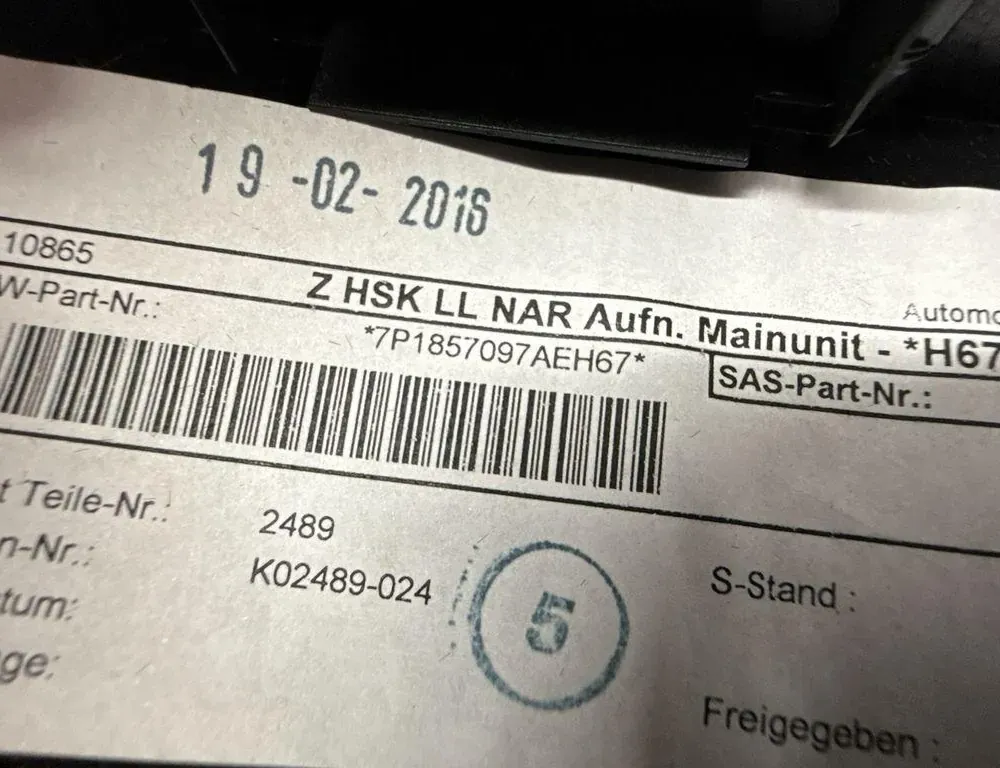 19 -02- 2016
10865
Automo
Z HSK LL NAR Aufn. Mainunit - *H67
W-Part-Nr.:
*7P1857097AEH67*
SAS-Part-Nr.:
t Teile-Nr.: 2489
n-Nr.: K02489-024
5
S-Stand :
tum:
ge:
Freigegeben :